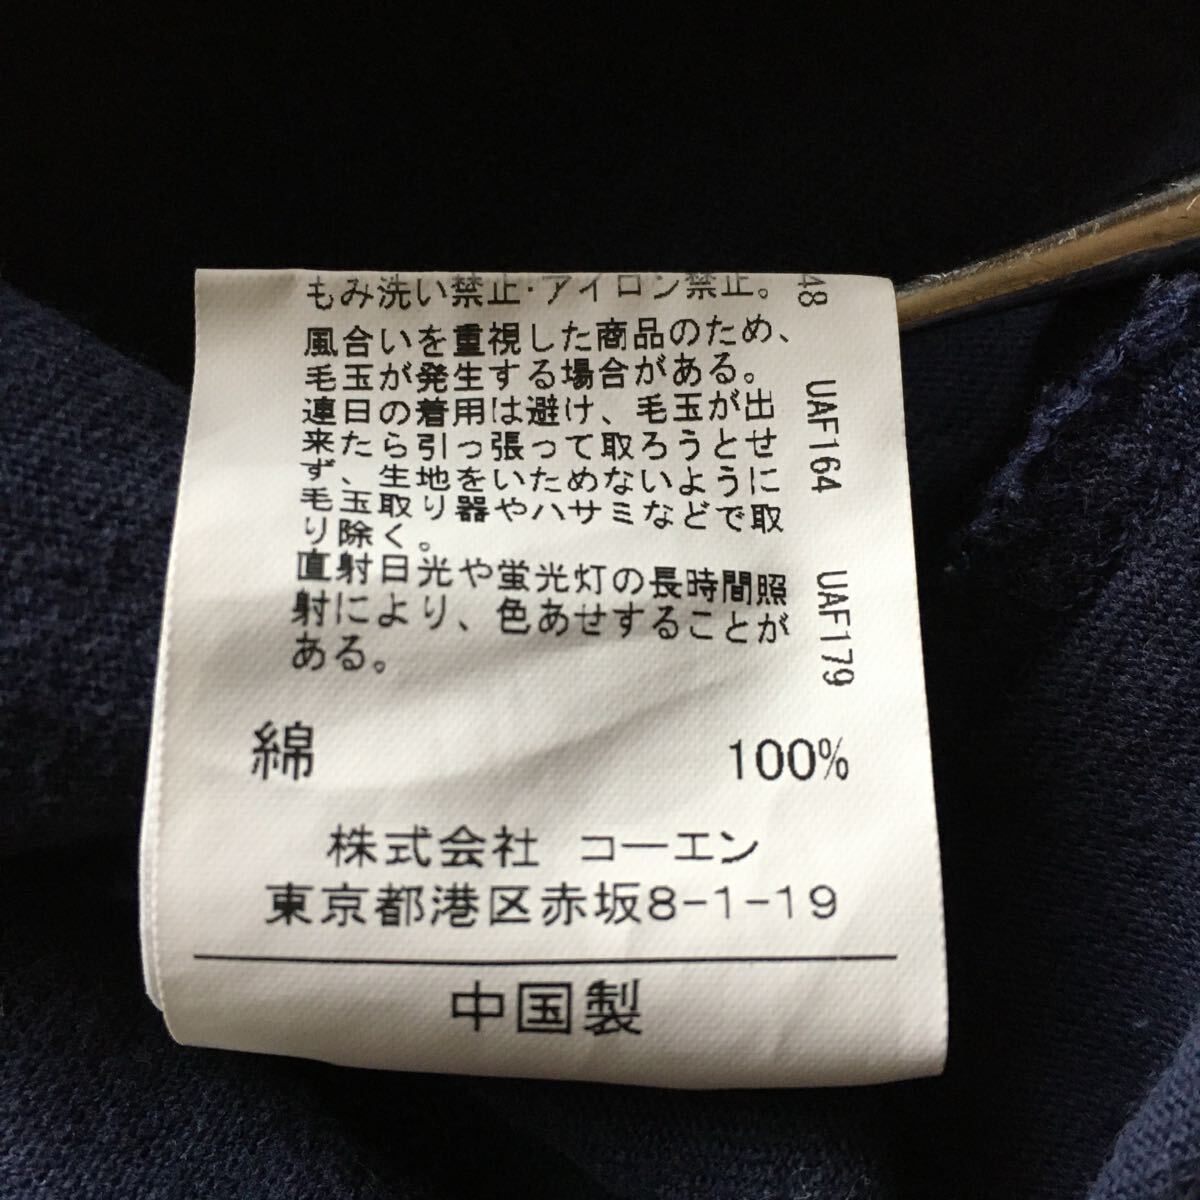 もみ洗い禁止・アイロン禁止。
風合いを重視した商品のため、
毛玉が発生する場合がある。
連日の着用は避け、毛玉が出
来たら引っ張って取ろうとせ
ず、生地をいためないように
毛玉取り器やハサミなどで取
り除く。
直射日光や蛍光灯の長時間照
射により、色あせすることが
ある。
48 UAF164 UAF179
綿 100%
株式会社 コーエン
東京都港区赤坂8-1-19
中国製